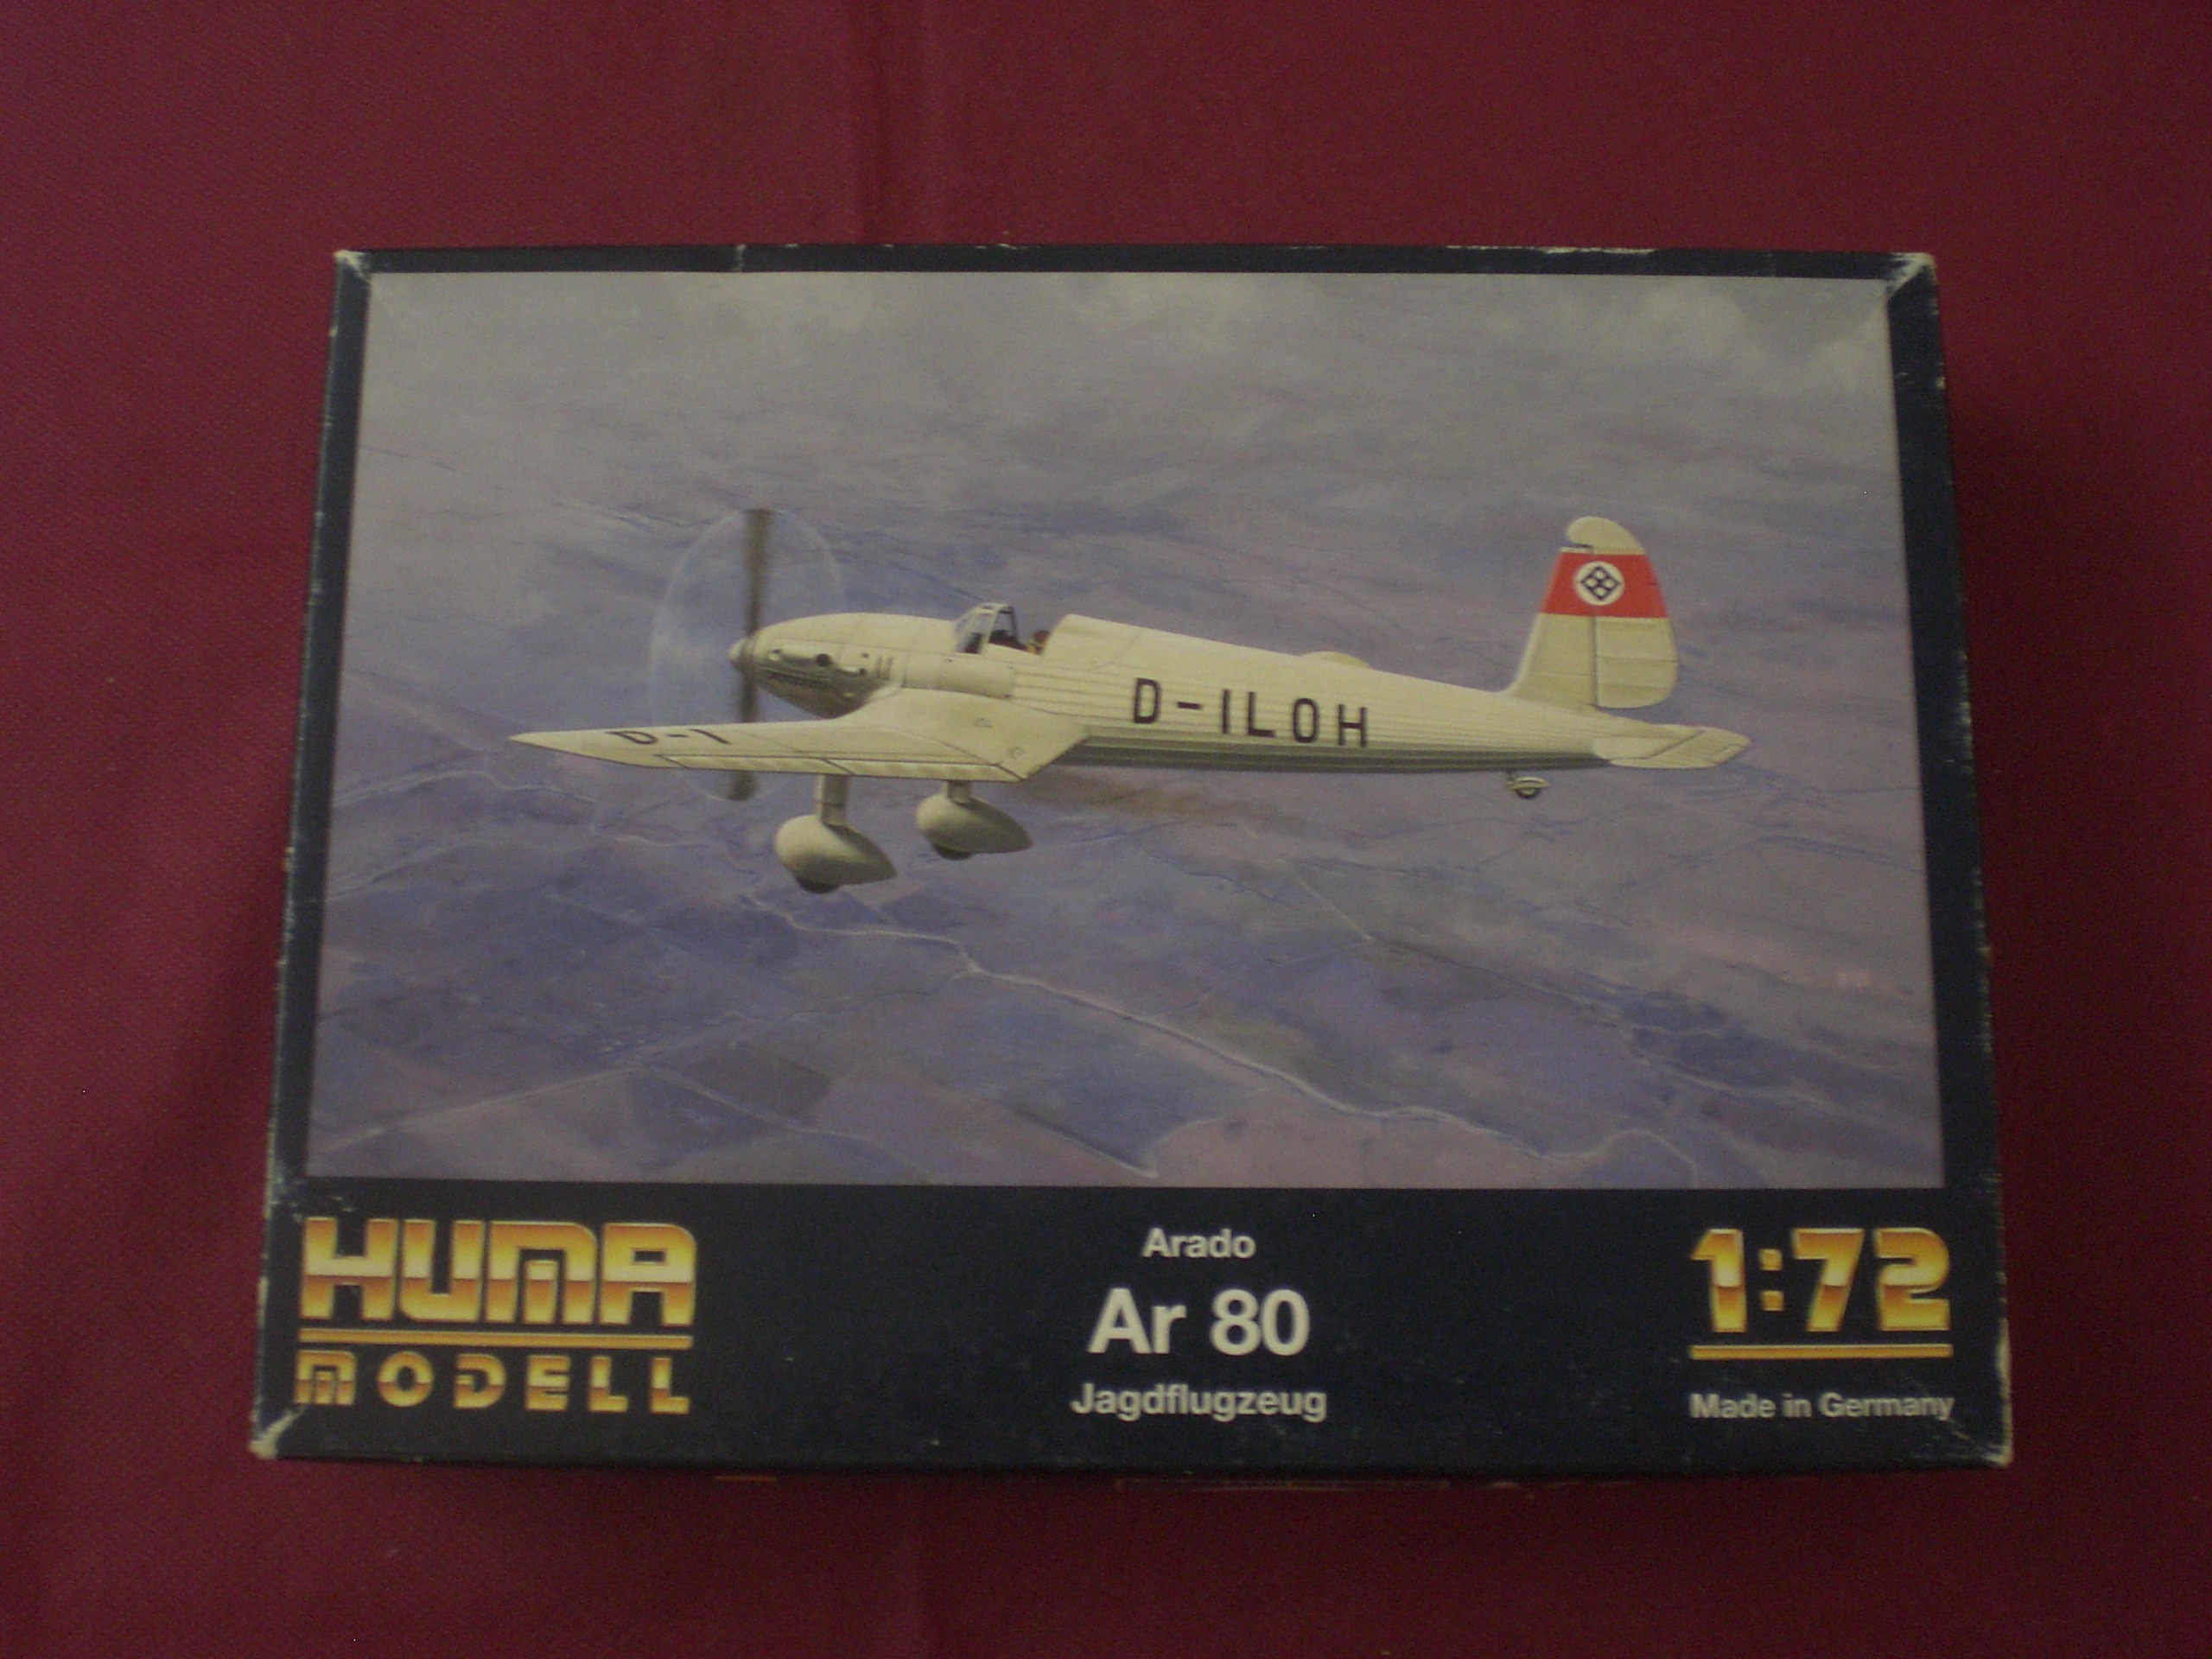 D-ILOH
D-I
HUMA
MODELL
Arado
Ar 80
Jagdflugzeug
1:72
Made in Germany